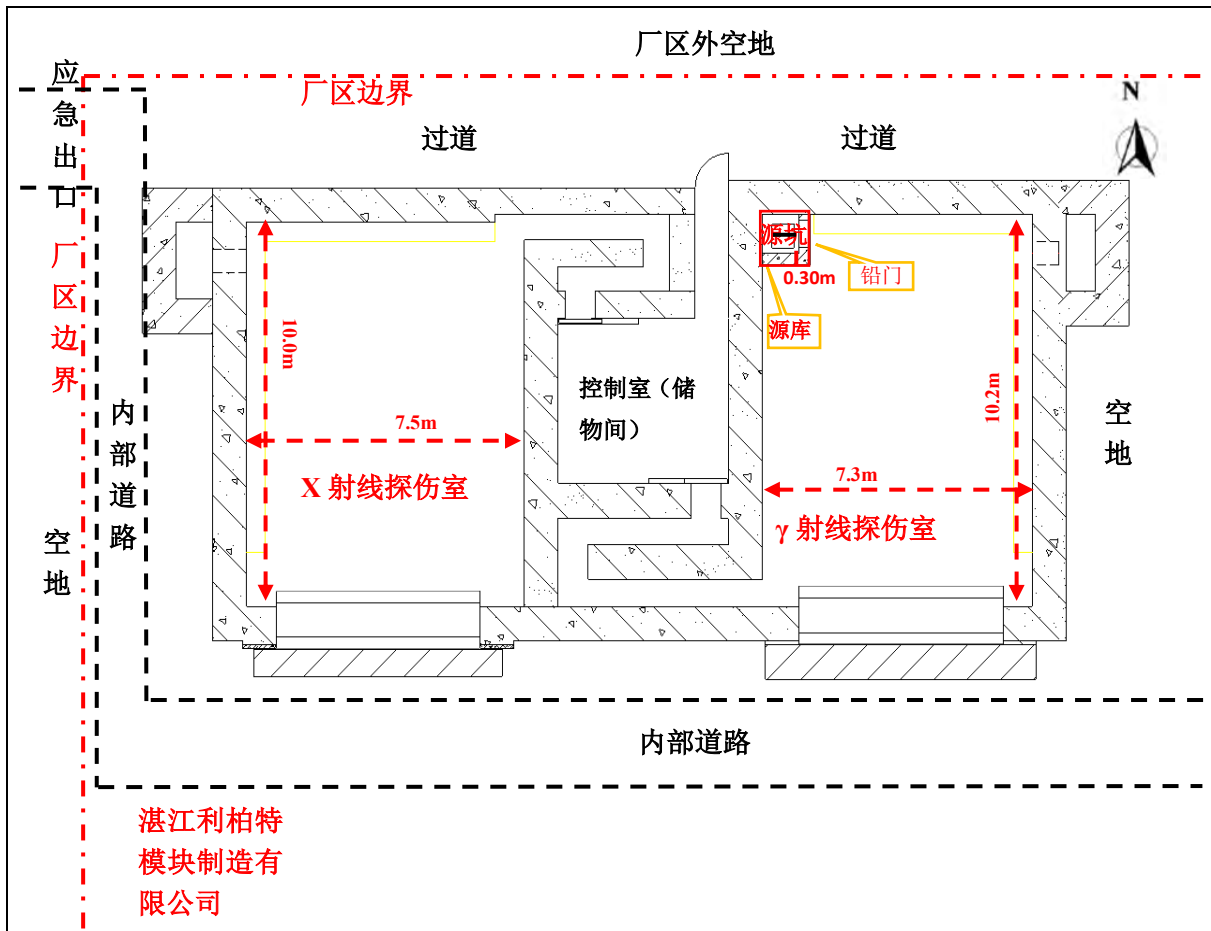 厂区外空地
应急出口
厂区边界
N
过道
过道
厂区边界
源坑
0.30m
铅门
源库
10.0m
控制室（储
物间）
10.2m
内部道路
7.5m
空地
X 射线探伤室
7.3m
γ 射线探伤室
空地
内部道路
湛江利柏特
模块制造有
限公司